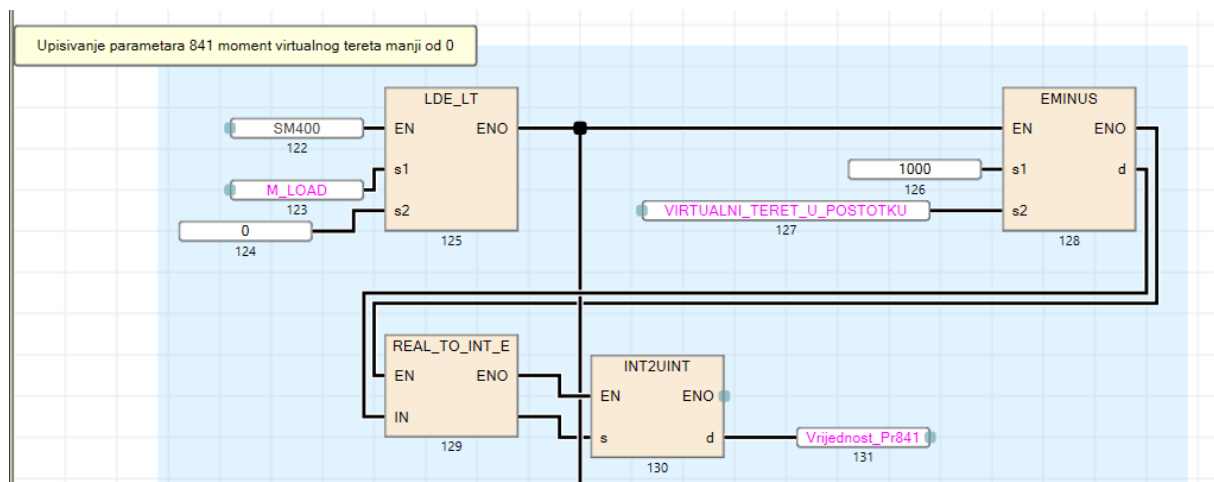 Upisivanje parametara 841 moment virtualnog tereta manji od 0
LDE_LT
EMINUS
SM400
EN
ENO
EN
ENO
122
s1
1000
s1
d
M_LOAD
126
123
s2
VIRTUALNI_TERET_U_POSTOTKU
s2
0
125
127
128
124
REAL_TO_INT_E
INT2UINT
EN
ENO
EN
ENO
IN
s
d
Vrijednost_Pr841
129
131
130